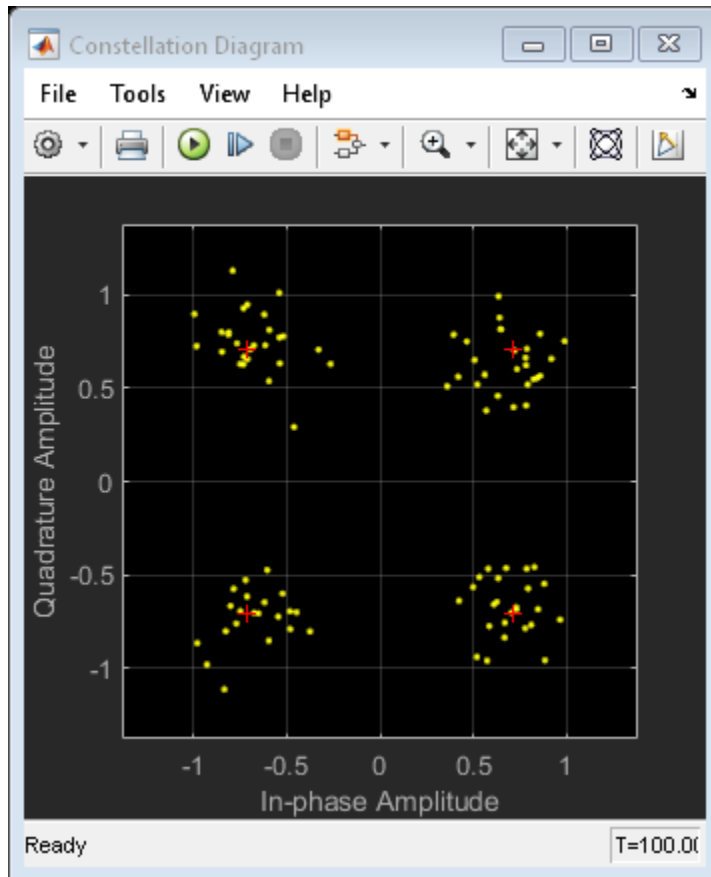 Constellation Diagram
File Tools View Help
1
0.5
0
-0.5
-1
Quadrature Amplitude
-1 -0.5 0 0.5 1
In-phase Amplitude
Ready T=100.00